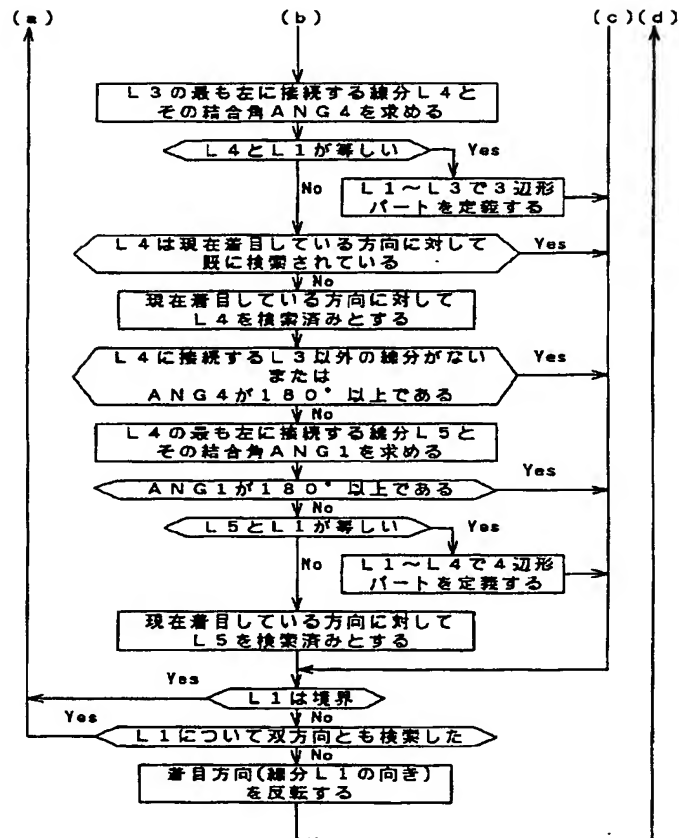 (a) (b) (c)(d)
L3の最も左に接続する線分L4と
その結合角ANG4を求める
L4とL1が等しい
Yes
No
L1〜L3で3辺形
パートを定義する
L4は現在着目している方向に対して
既に検索されている
Yes
No
現在着目している方向に対して
L4を検索済みとする
L4に接続するL3以外の線分がない
または
ANG4が180°以上である
Yes
No
L4の最も左に接続する線分L5と
その結合角ANG1を求める
Yes
ANG1が180°以上である
No
L5とL1が等しい
Yes
No
L1〜L4で4辺形
パートを定義する
現在着目している方向に対して
L5を検索済みとする
Yes
L1は境界
No
Yes
L1について双方向とも検索した
No
着目方向(線分L1の向き)
を反転する